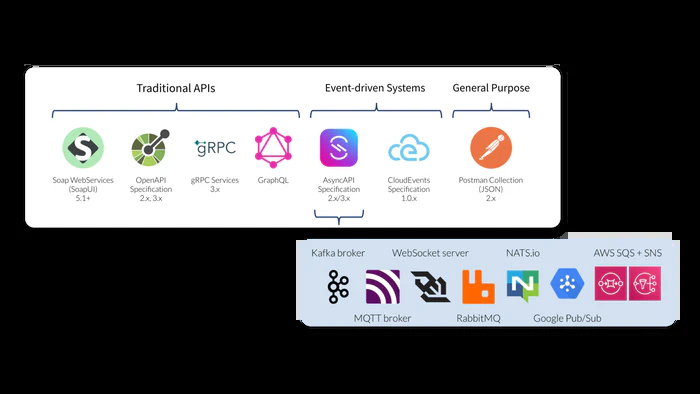 Traditional APIs
Event-driven Systems
General Purpose
gRPC
Soap WebServices
(SoapUI)
5.1+
OpenAPI
Specification
2.x, 3.x
gRPC Services
3.x
GraphQL
AsyncAPI
Specification
2.x/3.x
CloudEvents
Specification
1.0.x
Postman Collection
(JSON)
2.x
Kafka broker
WebSocket server
NATS.io
AWS SQS + SNS
MQTT broker
RabbitMQ
Google Pub/Sub